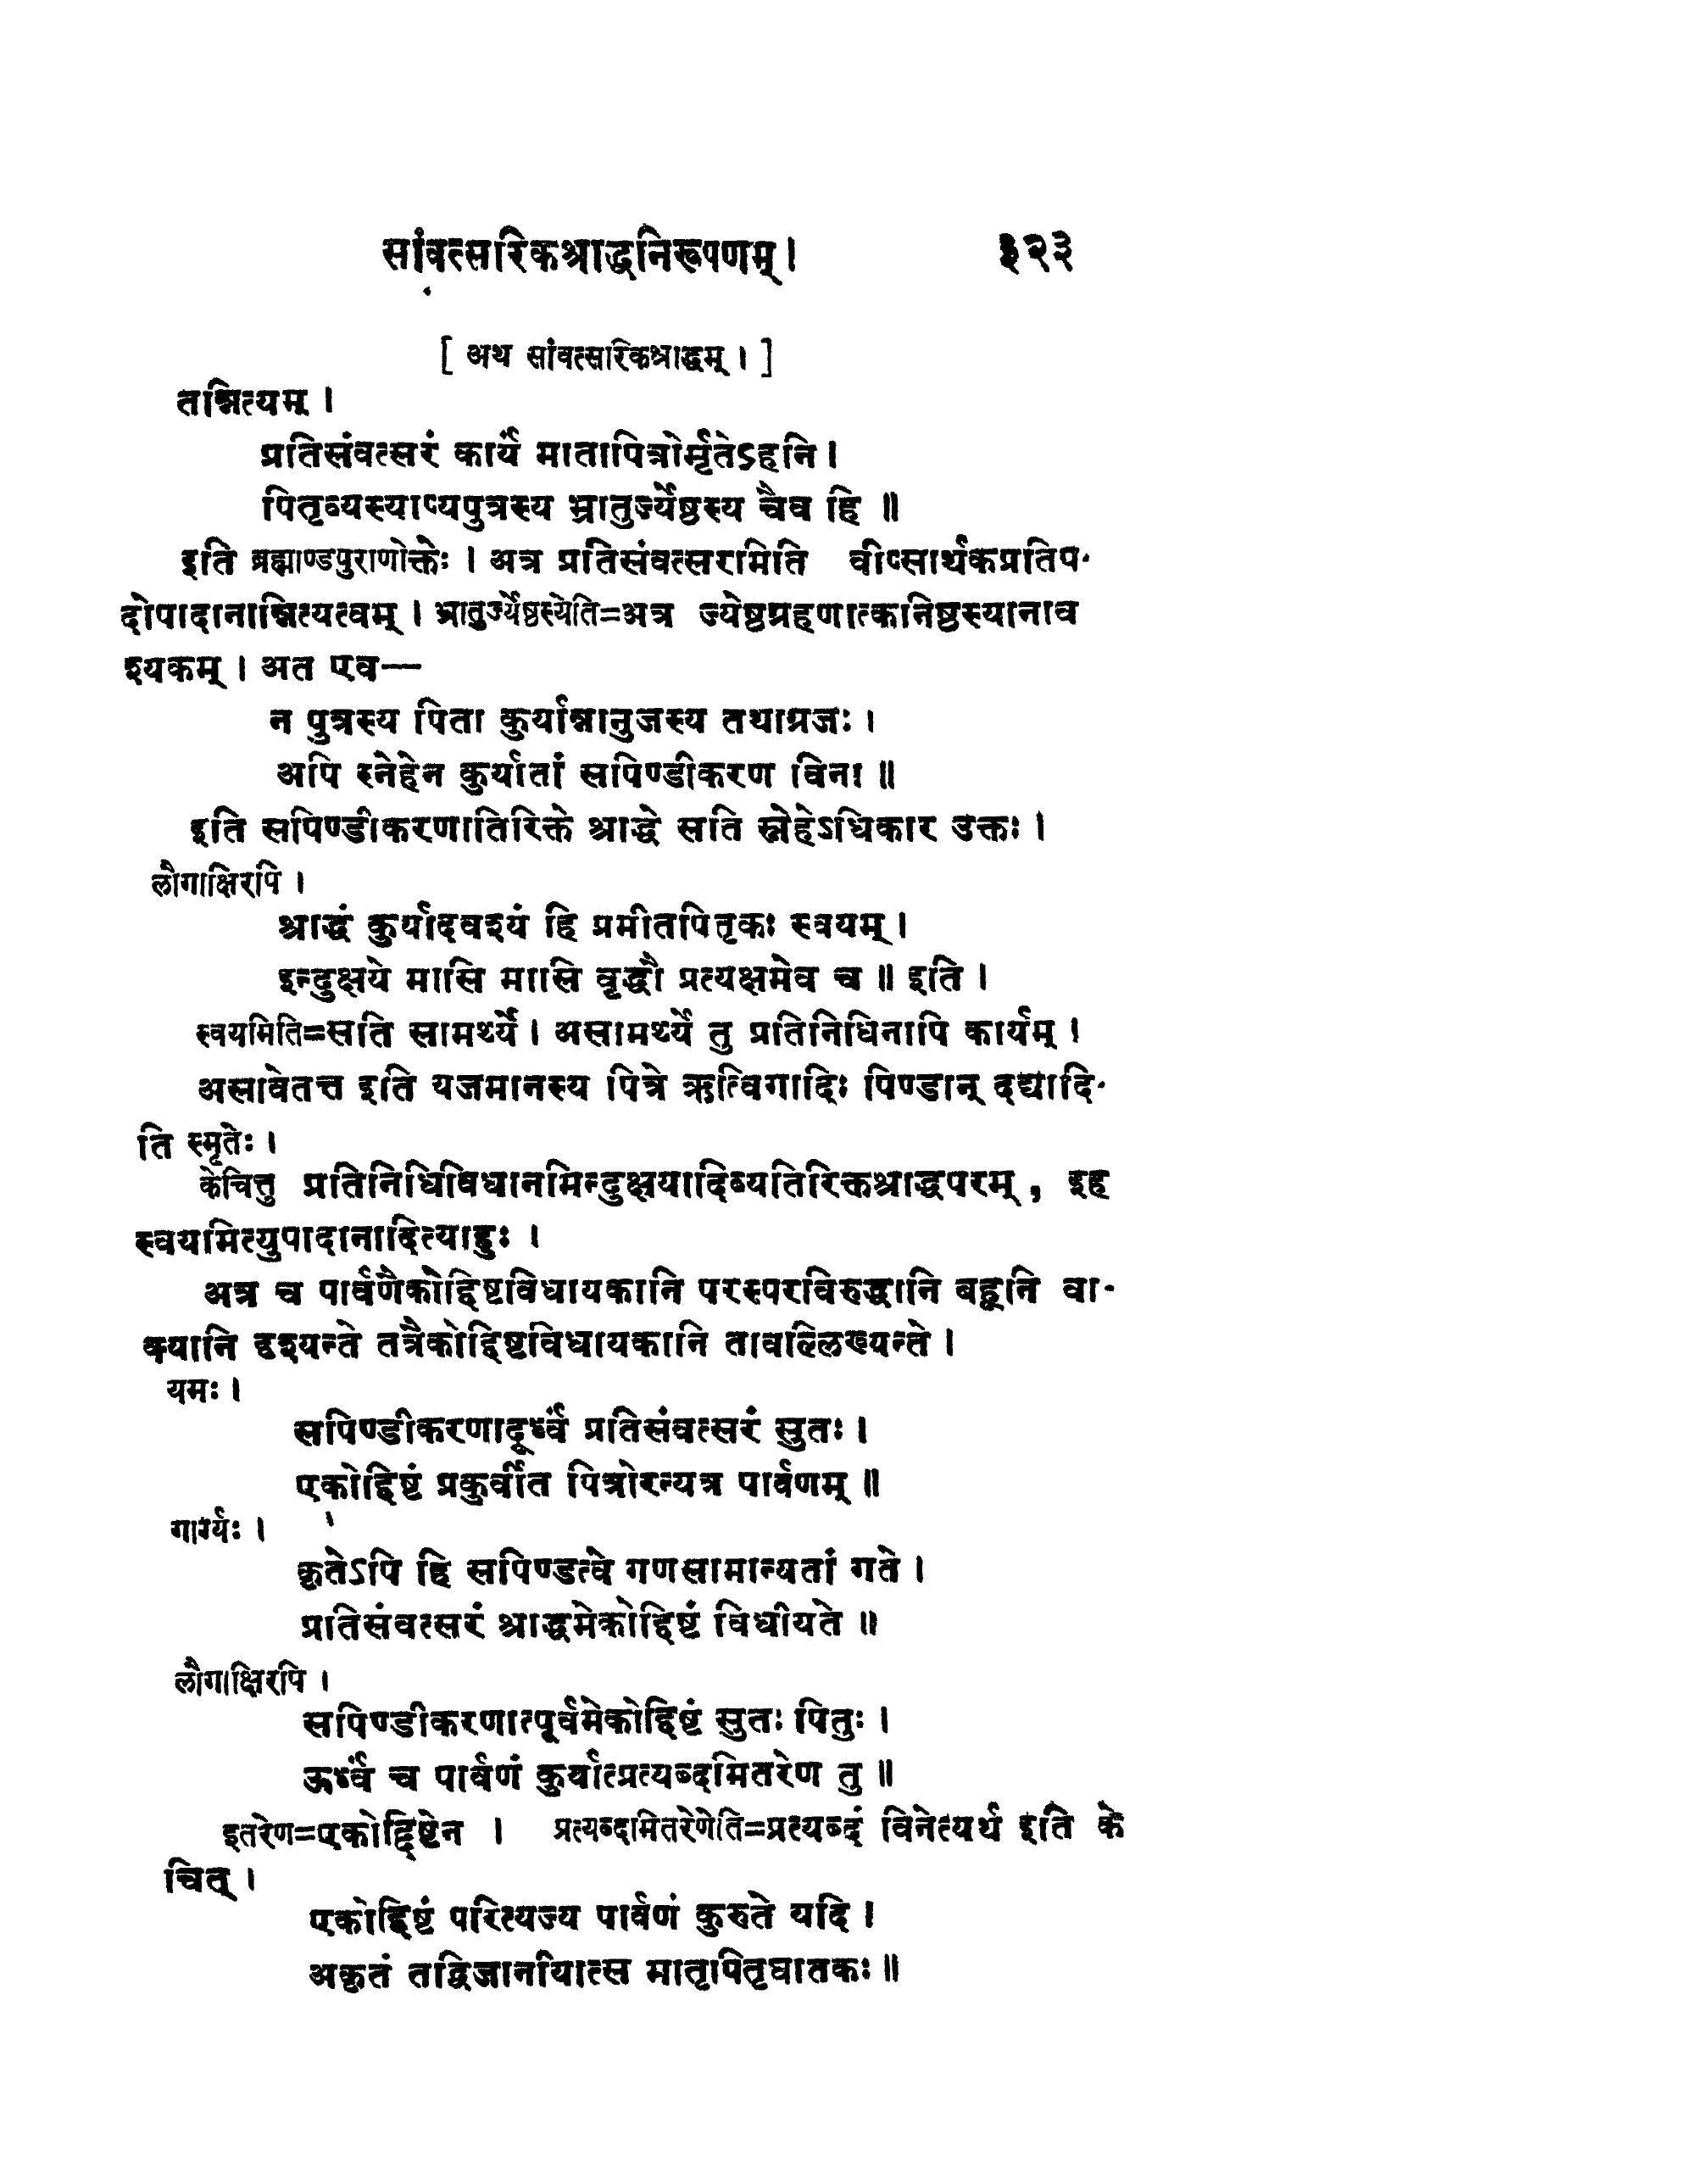 सांवत्सरिकश्राद्धनिरूपणम्। ३२३
[ अथ सांवत्सरिकश्राद्धम् । ]
तन्नित्यम् ।
प्रतिसंवत्सरं कार्यं मातापित्रोर्मृतेऽहनि ।
पितृव्यस्याप्यपुत्रस्य भ्रातुर्ज्येष्ठस्य चैव हि ॥
इति ब्रह्माण्डपुराणोक्तेः । अत्र प्रतिसंवत्सरामिति वीप्सार्थकप्रतिप-
दोपादानान्नित्यत्वम् । भ्रातुर्ज्येष्ठस्येति=अत्र ज्येष्ठग्रहणात्कनिष्ठस्यानाव
श्यकम् । अत एव—
न पुत्रस्य पिता कुर्यान्नानुजस्य तथाग्रजः ।
अपि स्नेहेन कुर्यातां सपिण्डीकरण विना ॥
इति सपिण्डीकरणातिरिक्ते श्राद्धे सति स्नेहेऽधिकार उक्तः ।
लौगाक्षिरपि ।
श्राद्धं कुर्यादवश्यं हि प्रमीतपितृकः स्वयम् ।
इन्दुक्षये मासि मासि वृद्धौ प्रत्यक्षमेव च ॥ इति ।
स्वयमिति=सति सामर्थ्ये । असामर्थ्ये तु प्रतिनिधिनापि कार्यम् ।
असावेतत्त इति यजमानस्य पित्रे ऋत्विगादिः पिण्डान् दद्यादि-
ति स्मृतेः ।
केचित्तु प्रतिनिधिविधानमिन्दुक्षयादिव्यतिरिक्तश्राद्धपरम् , इह
स्वयमित्युपादानादित्याहुः ।
अत्र च पार्वणैकोद्दिष्टविधायकानि परस्परविरुद्धानि बहूनि वा-
क्यानि दृश्यन्ते तत्रैकोद्दिष्टविधायकानि तावल्लिख्यन्ते ।
यमः ।
सपिण्डीकरणादूर्ध्वं प्रतिसंवत्सरं सुतः ।
एकोद्दिष्टं प्रकुर्वीत पित्रोरन्यत्र पार्वणम् ॥
गार्ग्यः ।
कृतेऽपि हि सपिण्डत्वे गणसामान्यतां गते ।
प्रतिसंवत्सरं श्राद्धमेकोद्दिष्टं विधीयते ॥
लौगाक्षिरपि ।
सपिण्डीकरणात्पूर्वमेकोद्दिष्टं सुतः पितुः ।
ऊर्ध्वं च पार्वणं कुर्यात्प्रत्यब्दमितरेण तु ॥
इतरेण=एकोद्दिष्टेन । प्रत्यब्दमितरेणेति=प्रत्यब्दं विनेत्यर्थ इति के
चित् ।
एकोद्दिष्टं परित्यज्य पार्वणं कुरुते यदि ।
अकृतं तद्विजानीयात्स मातृपितृघातकः ॥